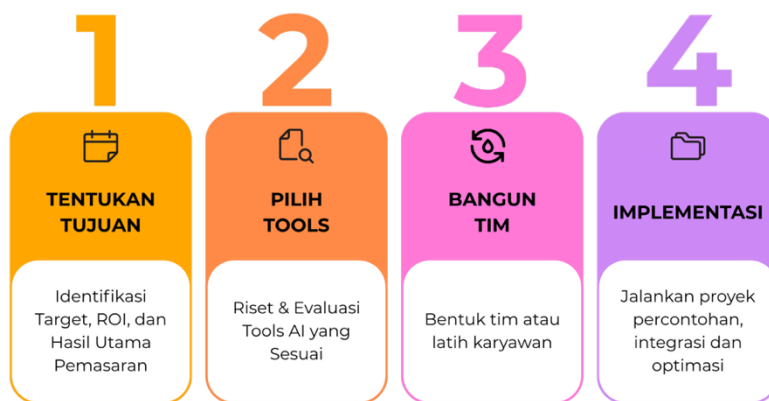 1
TENTUKAN
TUJUAN
Identifikasi
Target, ROI, dan
Hasil Utama
Pemasaran
2
PILIH
TOOLS
Riset & Evaluasi
Tools AI yang
Sesuai
3
BANGUN
TIM
Bentuk tim atau
latih karyawan
4
IMPLEMENTASI
Jalankan proyek
percontohan,
integrasi dan
optimasi